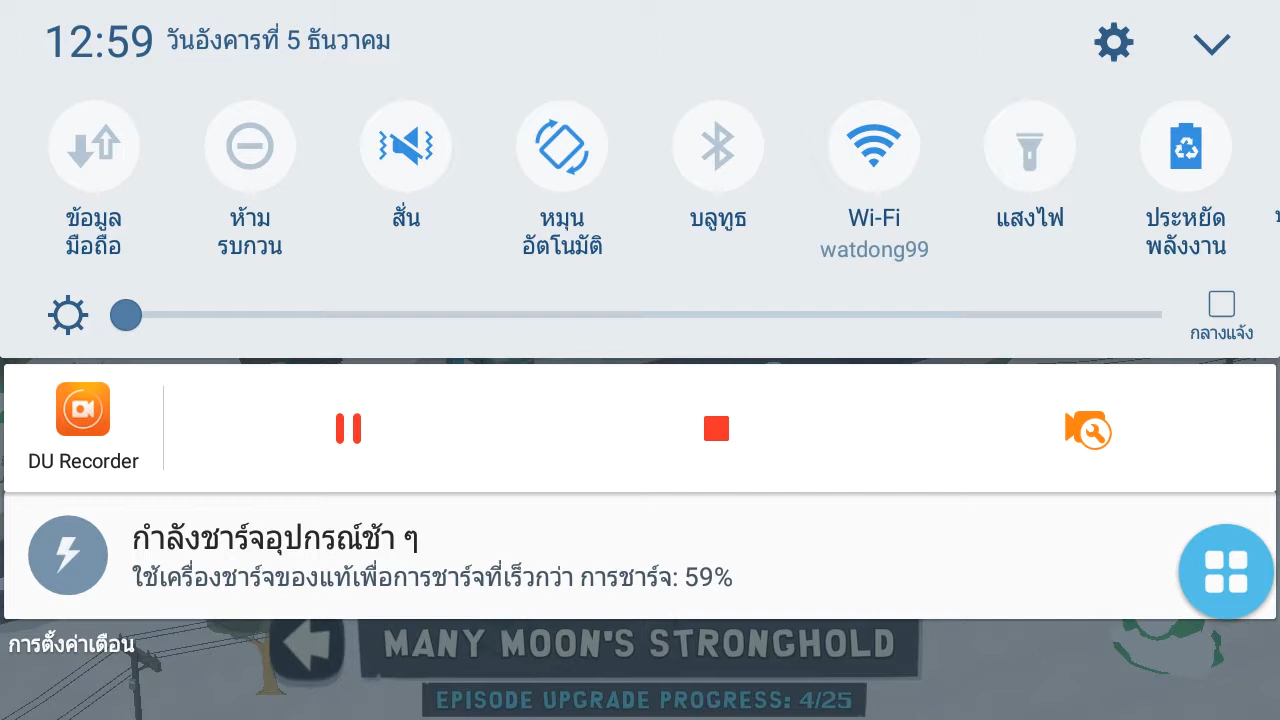 12:59 วันอังคารที่ 5 ธันวาคม
ข้อมูล
มือถือ
ห้าม
รบกวน
สั่น
หมุน
อัตโนมัติ
บลูทูธ
Wi-Fi
watdong99
แสงไฟ
ประหยัด
พลังงาน
กลางแจ้ง
DU Recorder
กำลังชาร์จอุปกรณ์ช้า ๆ
ใช้เครื่องชาร์จของแท้เพื่อการชาร์จที่เร็วกว่า การชาร์จ: 59%
การตั้งค่าเตือน
MANY MOON'S STRONGHOLD
EPISODE UPGRADE PROGRESS: 4/25